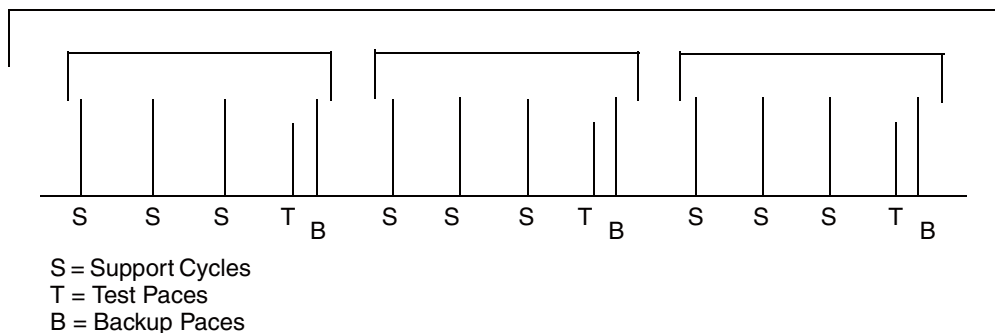 S S S T B S S S T B S S S T B
S = Support Cycles
T = Test Paces
B = Backup Paces